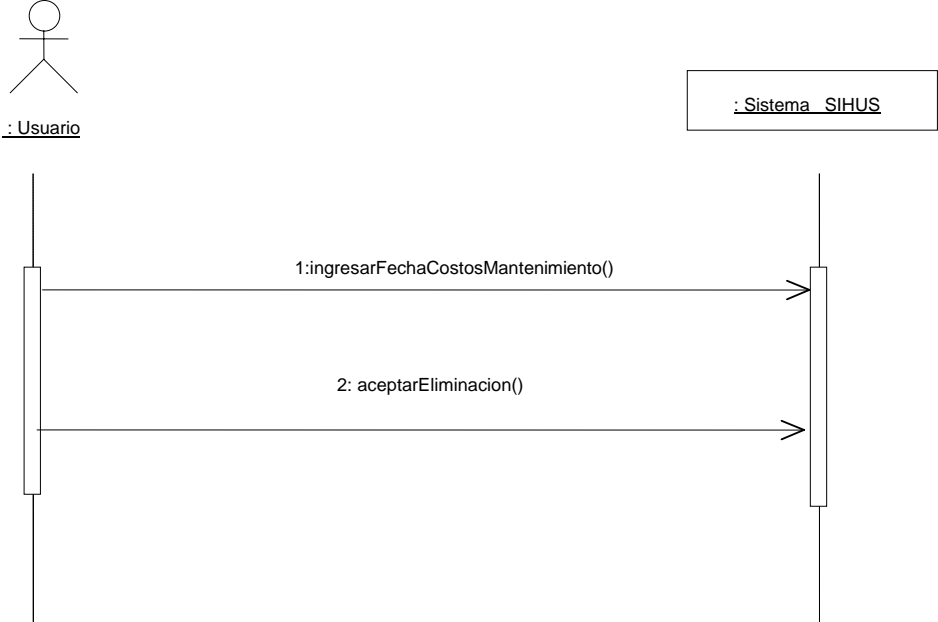 : Usuario
: Sistema SIHUS
1:ingresarFechaCostosMantenimiento()
2: aceptarEliminacion()